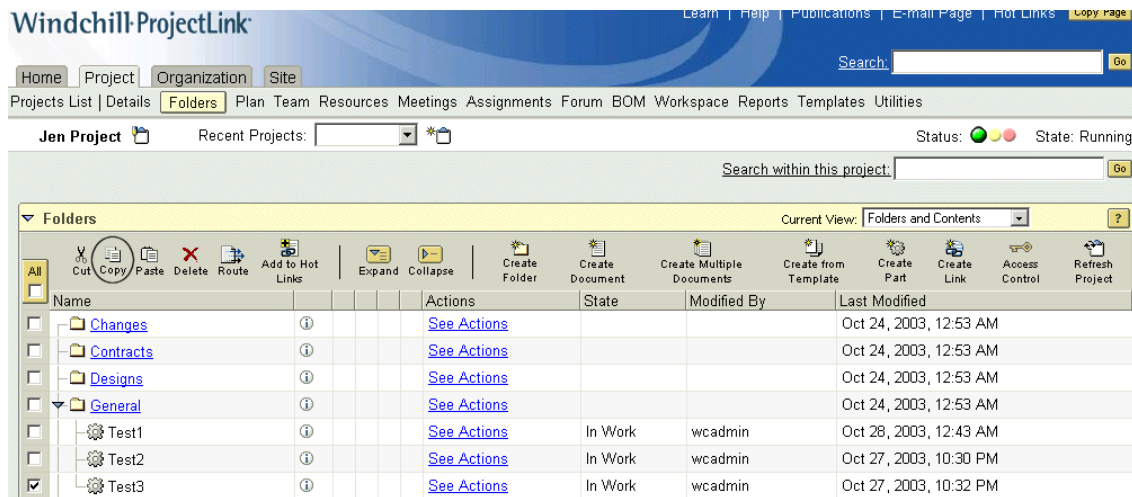 Learn | Help | Publications | E-mail Page | Hot Links Copy Page
Windchill ProjectLink
Search: Go
Home Project Organization Site
Projects List | Details Folders Plan Team Resources Meetings Assignments Forum BOM Workspace Reports Templates Utilities
Jen Project Recent Projects: Status: State: Running
Search within this project: Go
Folders Current View: Folders and Contents ?
All Cut Copy Paste Delete Route Add to Hot Links Expand Collapse Create Folder Create Document Create Multiple Documents Create from Template Create Part Create Link Access Control Refresh Project
Name Actions State Modified By Last Modified
Changes See Actions Oct 24, 2003, 12:53 AM
Contracts See Actions Oct 24, 2003, 12:53 AM
Designs See Actions Oct 24, 2003, 12:53 AM
General See Actions Oct 24, 2003, 12:53 AM
Test1 See Actions In Work wcadmin Oct 28, 2003, 12:43 AM
Test2 See Actions In Work wcadmin Oct 27, 2003, 10:30 PM
Test3 See Actions In Work wcadmin Oct 27, 2003, 10:32 PM